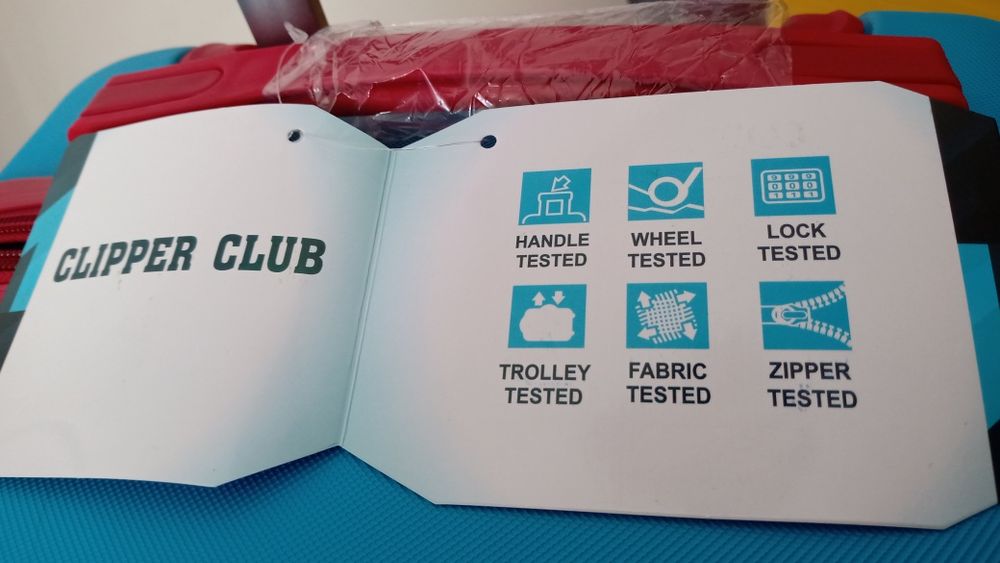 CLIPPER CLUB
HANDLE
TESTED
WHEEL
TESTED
LOCK
TESTED
TROLLEY
TESTED
FABRIC
TESTED
ZIPPER
TESTED